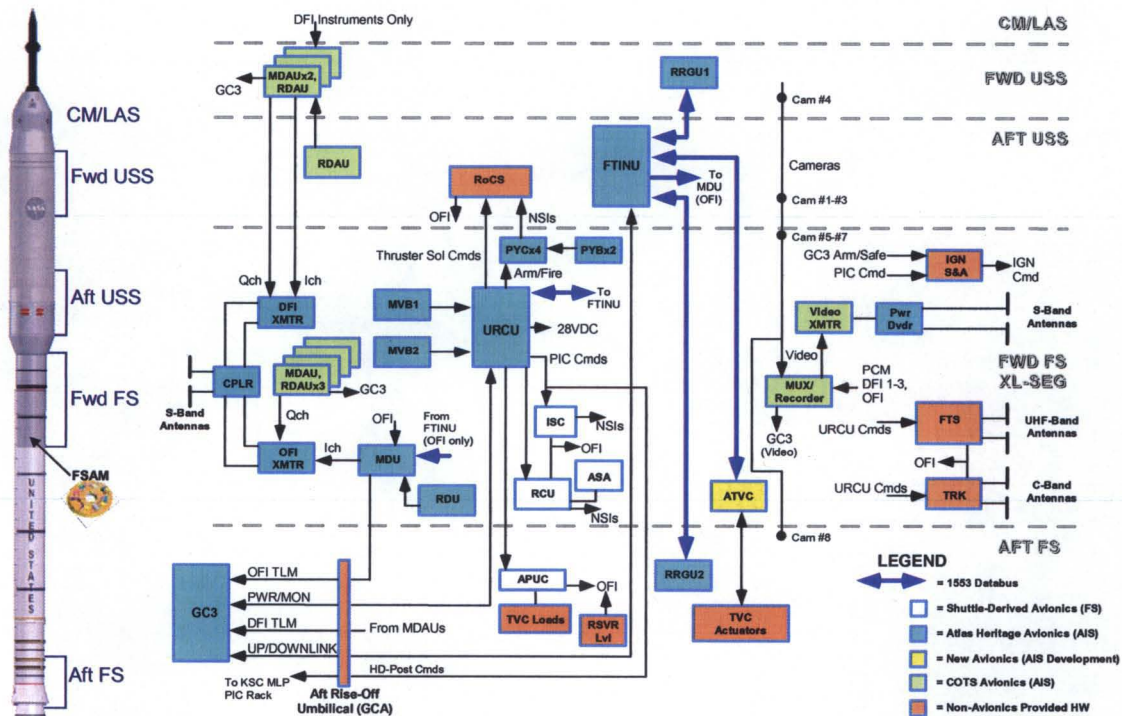 CM/LAS
Fwd USS
Aft USS
Fwd FS
FSAM
UNITED STATES
Aft FS
NASA
DFI Instruments Only
CM/LAS
MDAUx2,
RDAU
GC3
RDAU
RRGU1
FWD USS
Cam #4
AFT USS
FTINU
To
MDU
(OFI)
Cameras
Cam #1-#3
RoCS
OFI
NSIs
Cam #5-#7
PYCx4
PYBx2
Thruster Sol Cmds
Arm/Fire
GC3 Arm/Safe
PIC Cmd
IGN
S&A
IGN
Cmd
Qch
Ich
DFI
XMTR
MVB1
MVB2
URCU
To
FTINU
28VDC
PIC Cmds
Video
XMTR
Pwr
Dvdr
S-Band
Antennas
FWD FS
XL-SEG
CPLR
S-Band
Antennas
MDAU,
RDAUx3
GC3
Qch
Video
MUX/
Recorder
PCM
DFI 1-3,
OFI
GC3
(Video)
OFI
From
FTINU
(OFI only)
OFI
XMTR
Ich
MDU
RDU
ISC
NSIs
OFI
ASA
RCU
NSIs
URCU Cmds
FTS
UHF-Band
Antennas
OFI
URCU Cmds
TRK
C-Band
Antennas
ATVC
Cam #8
AFT FS
GC3
OFI TLM
PWR/MON
DFI TLM
From MDAUs
UP/DOWNLINK
HD-Post Cmds
To KSC MLP
PIC Rack
Aft Rise-Off
Umbilical (GCA)
APUC
OFI
TVC Loads
RSVR
Lvl
RRGU2
TVC
Actuators
LEGEND
= 1553 Databus
= Shuttle-Derived Avionics (FS)
= Atlas Heritage Avionics (AIS)
= New Avionics (AIS Development)
= COTS Avionics (AIS)
= Non-Avionics Provided HW